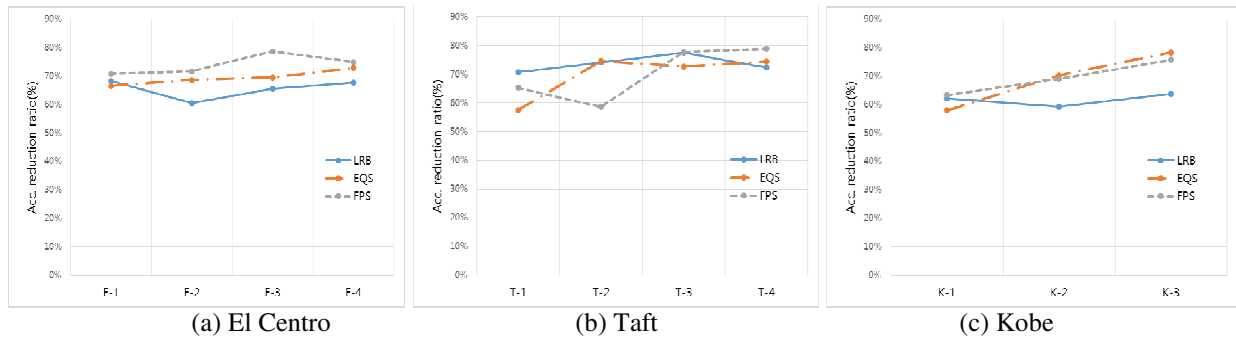 Acc. reduction ratio(%)
90%
80%
70%
60%
50%
40%
30%
20%
10%
0%
LRB
EQS
FPS
E-1 E-2 E-3 E-4
(a) El Centro
Acc. reduction ratio(%)
90%
80%
70%
60%
50%
40%
30%
20%
10%
0%
LRB
EQS
FPS
T-1 T-2 T-3 T-4
(b) Taft
Acc. reduction ratio(%)
90%
80%
70%
60%
50%
40%
30%
20%
10%
0%
LRB
EQS
FPS
K-1 K-2 K-3
(c) Kobe